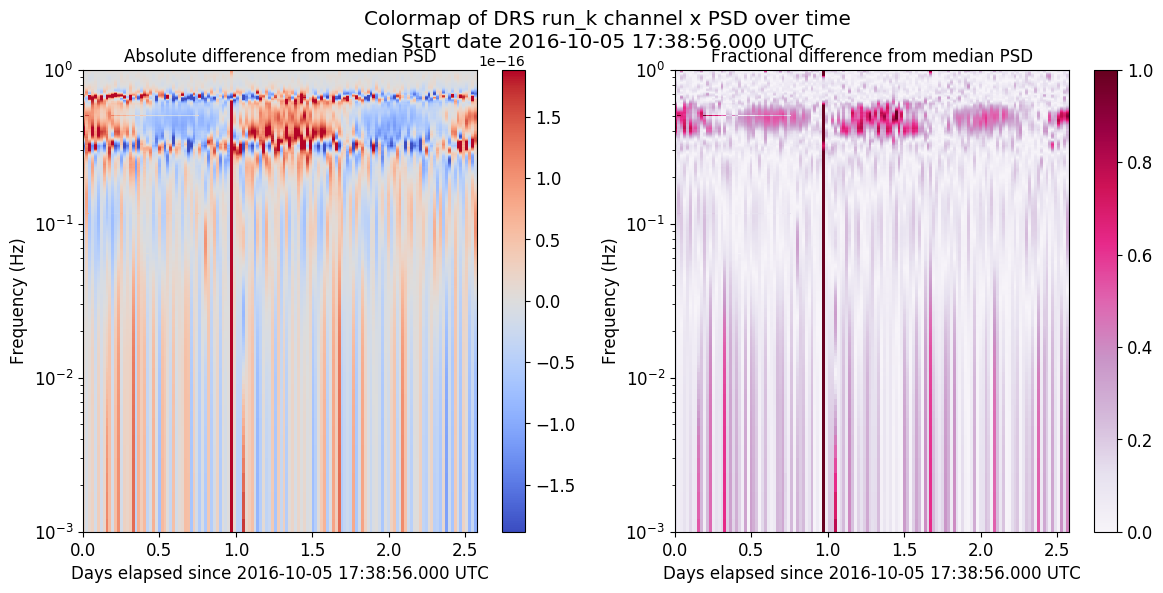 Colormap of DRS run_k channel x PSD over time
Start date 2016-10-05 17:38:56.000 UTC
Absolute difference from median PSD
1e−16
10^0
10^−1
10^−2
10^−3
Frequency (Hz)
0.0 0.5 1.0 1.5 2.0 2.5
Days elapsed since 2016-10-05 17:38:56.000 UTC
1.5
1.0
0.5
0.0
−0.5
−1.0
−1.5
Fractional difference from median PSD
10^0
10^−1
10^−2
10^−3
Frequency (Hz)
0.0 0.5 1.0 1.5 2.0 2.5
Days elapsed since 2016-10-05 17:38:56.000 UTC
1.0
0.8
0.6
0.4
0.2
0.0